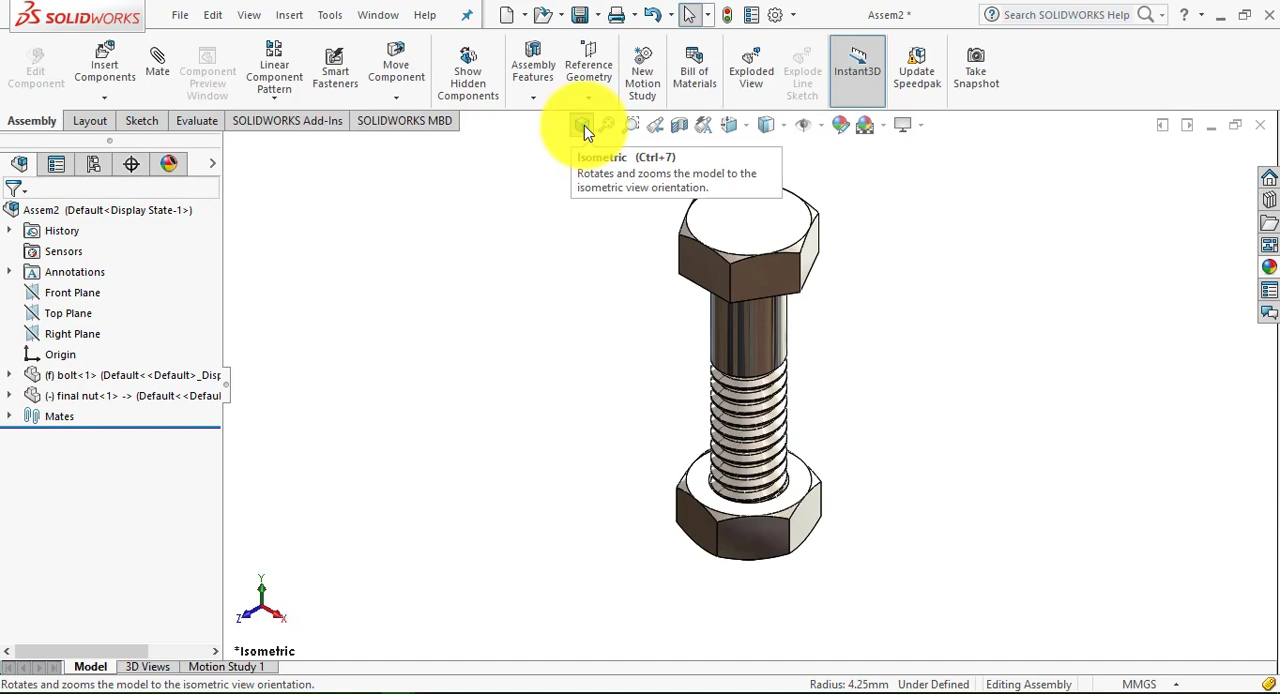 SOLIDWORKS
File
Edit
View
Insert
Tools
Window
Help
Assem2 *
Search SOLIDWORKS Help
?
Edit
Component
Insert
Components
Mate
Component
Preview
Window
Linear
Component
Pattern
Smart
Fasteners
Move
Component
Show
Hidden
Components
Assembly
Features
Reference
Geometry
New
Motion
Study
Bill of
Materials
Exploded
View
Explode
Line
Sketch
Instant3D
Update
Speedpak
Take
Snapshot
Assembly
Layout
Sketch
Evaluate
SOLIDWORKS Add-Ins
SOLIDWORKS MBD
Isometric (Ctrl+7)
Rotates and zooms the model to the
isometric view orientation.
Assem2 (Default<Display State-1>)
History
Sensors
Annotations
Front Plane
Top Plane
Right Plane
Origin
(f) bolt<1> (Default<<Default>_Disp
(-) final nut<1> -> (Default<<Defau
Mates
Y
Z
X
*Isometric
Model
3D Views
Motion Study 1
Rotates and zooms the model to the isometric view orientation.
Radius: 4.25mm
Under Defined
Editing Assembly
MMGS